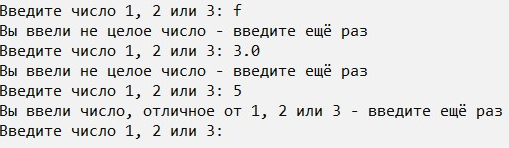 Введите число 1, 2 или 3: f
Вы ввели не целое число - введите ещё раз
Введите число 1, 2 или 3: 3.0
Вы ввели не целое число - введите ещё раз
Введите число 1, 2 или 3: 5
Вы ввели число, отличное от 1, 2 или 3 - введите ещё раз
Введите число 1, 2 или 3: